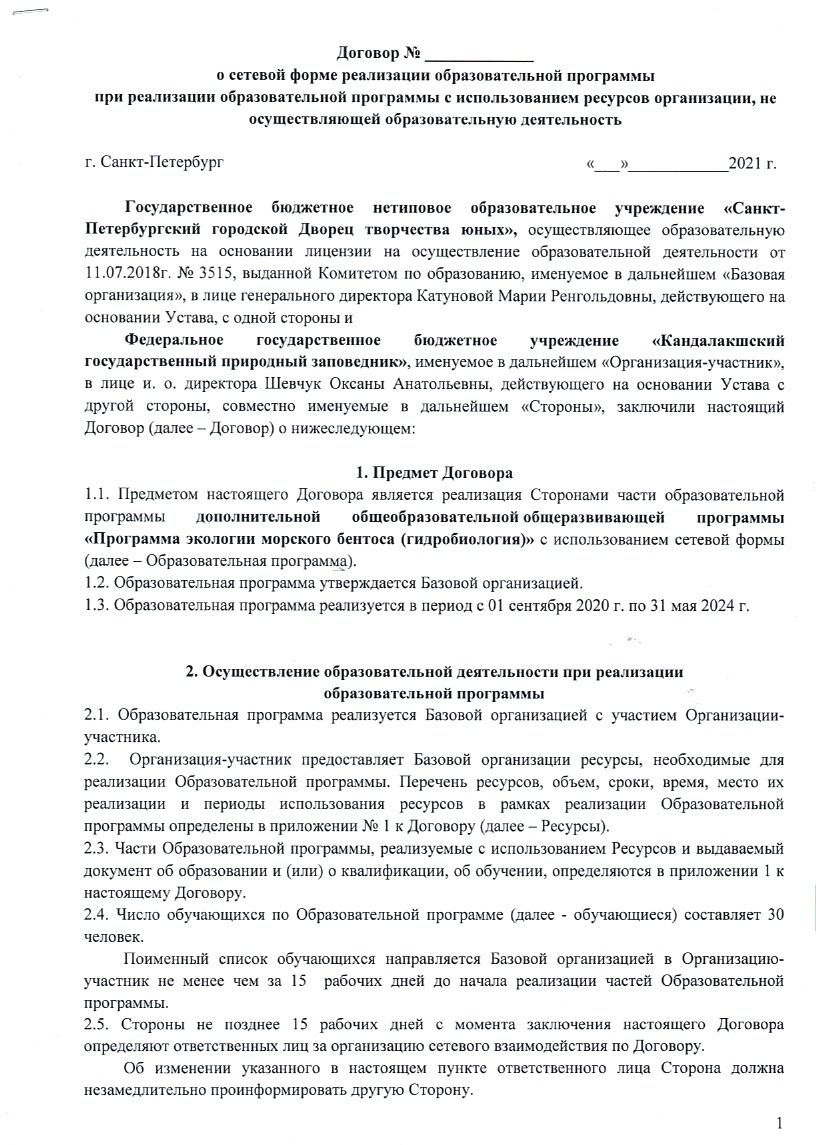 Договор № _____________
о сетевой форме реализации образовательной программы
при реализации образовательной программы с использованием ресурсов организации, не
осуществляющей образовательную деятельность
г. Санкт-Петербург «___»____________2021 г.
Государственное бюджетное нетиповое образовательное учреждение «Санкт-
Петербургский городской Дворец творчества юных», осуществляющее образовательную
деятельность на основании лицензии на осуществление образовательной деятельности от
11.07.2018г. № 3515, выданной Комитетом по образованию, именуемое в дальнейшем «Базовая
организация», в лице генерального директора Катуновой Марии Ренгольдовны, действующего на
основании Устава, с одной стороны и
Федеральное государственное бюджетное учреждение «Кандалакшский
государственный природный заповедник», именуемое в дальнейшем «Организация-участник»,
в лице и. о. директора Шевчук Оксаны Анатольевны, действующего на основании Устава с
другой стороны, совместно именуемые в дальнейшем «Стороны», заключили настоящий
Договор (далее – Договор) о нижеследующем:
1. Предмет Договора
1.1. Предметом настоящего Договора является реализация Сторонами части образовательной
программы дополнительной общеобразовательной общеразвивающей программы
«Программа экологии морского бентоса (гидробиология)» с использованием сетевой формы
(далее – Образовательная программа).
1.2. Образовательная программа утверждается Базовой организацией.
1.3. Образовательная программа реализуется в период с 01 сентября 2020 г. по 31 мая 2024 г.
2. Осуществление образовательной деятельности при реализации
образовательной программы
2.1. Образовательная программа реализуется Базовой организацией с участием Организации-
участника.
2.2. Организация-участник предоставляет Базовой организации ресурсы, необходимые для
реализации Образовательной программы. Перечень ресурсов, объем, сроки, время, место их
реализации и периоды использования ресурсов в рамках реализации Образовательной
программы определены в приложении № 1 к Договору (далее – Ресурсы).
2.3. Части Образовательной программы, реализуемые с использованием Ресурсов и выдаваемый
документ об образовании и (или) о квалификации, об обучении, определяются в приложении 1 к
настоящему Договору.
2.4. Число обучающихся по Образовательной программе (далее - обучающиеся) составляет 30
человек.
Поименный список обучающихся направляется Базовой организацией в Организацию-
участник не менее чем за 15 рабочих дней до начала реализации частей Образовательной
программы.
2.5. Стороны не позднее 15 рабочих дней с момента заключения настоящего Договора
определяют ответственных лиц за организацию сетевого взаимодействия по Договору.
Об изменении указанного в настоящем пункте ответственного лица Сторона должна
незамедлительно проинформировать другую Сторону.
1